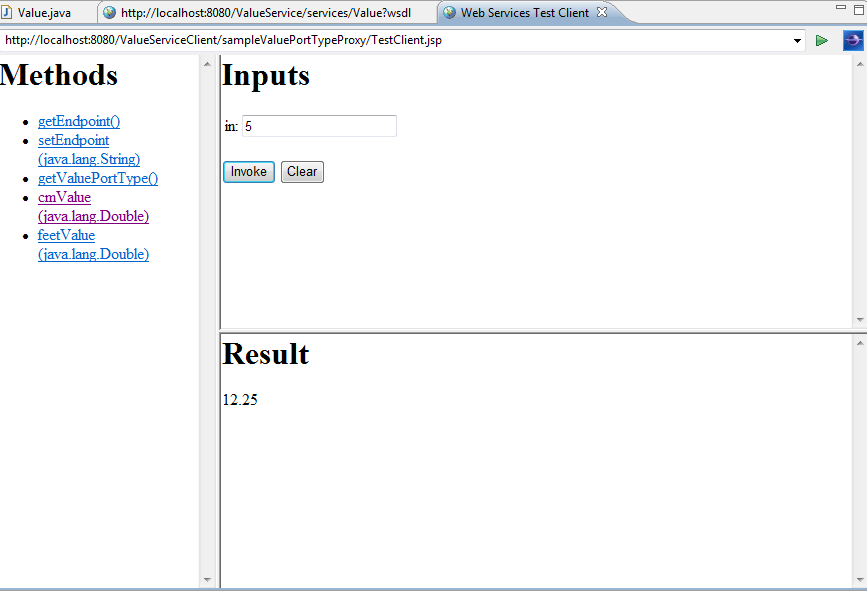 Value.java
http://localhost:8080/ValueService/services/Value?wsdl
Web Services Test Client
http://localhost:8080/ValueServiceClient/sampleValuePortTypeProxy/TestClient.jsp
Methods
getEndpoint()
setEndpoint
(java.lang.String)
getValuePortType()
cmValue
(java.lang.Double)
feetValue
(java.lang.Double)
Inputs
in: 5
Invoke Clear
Result
12.25